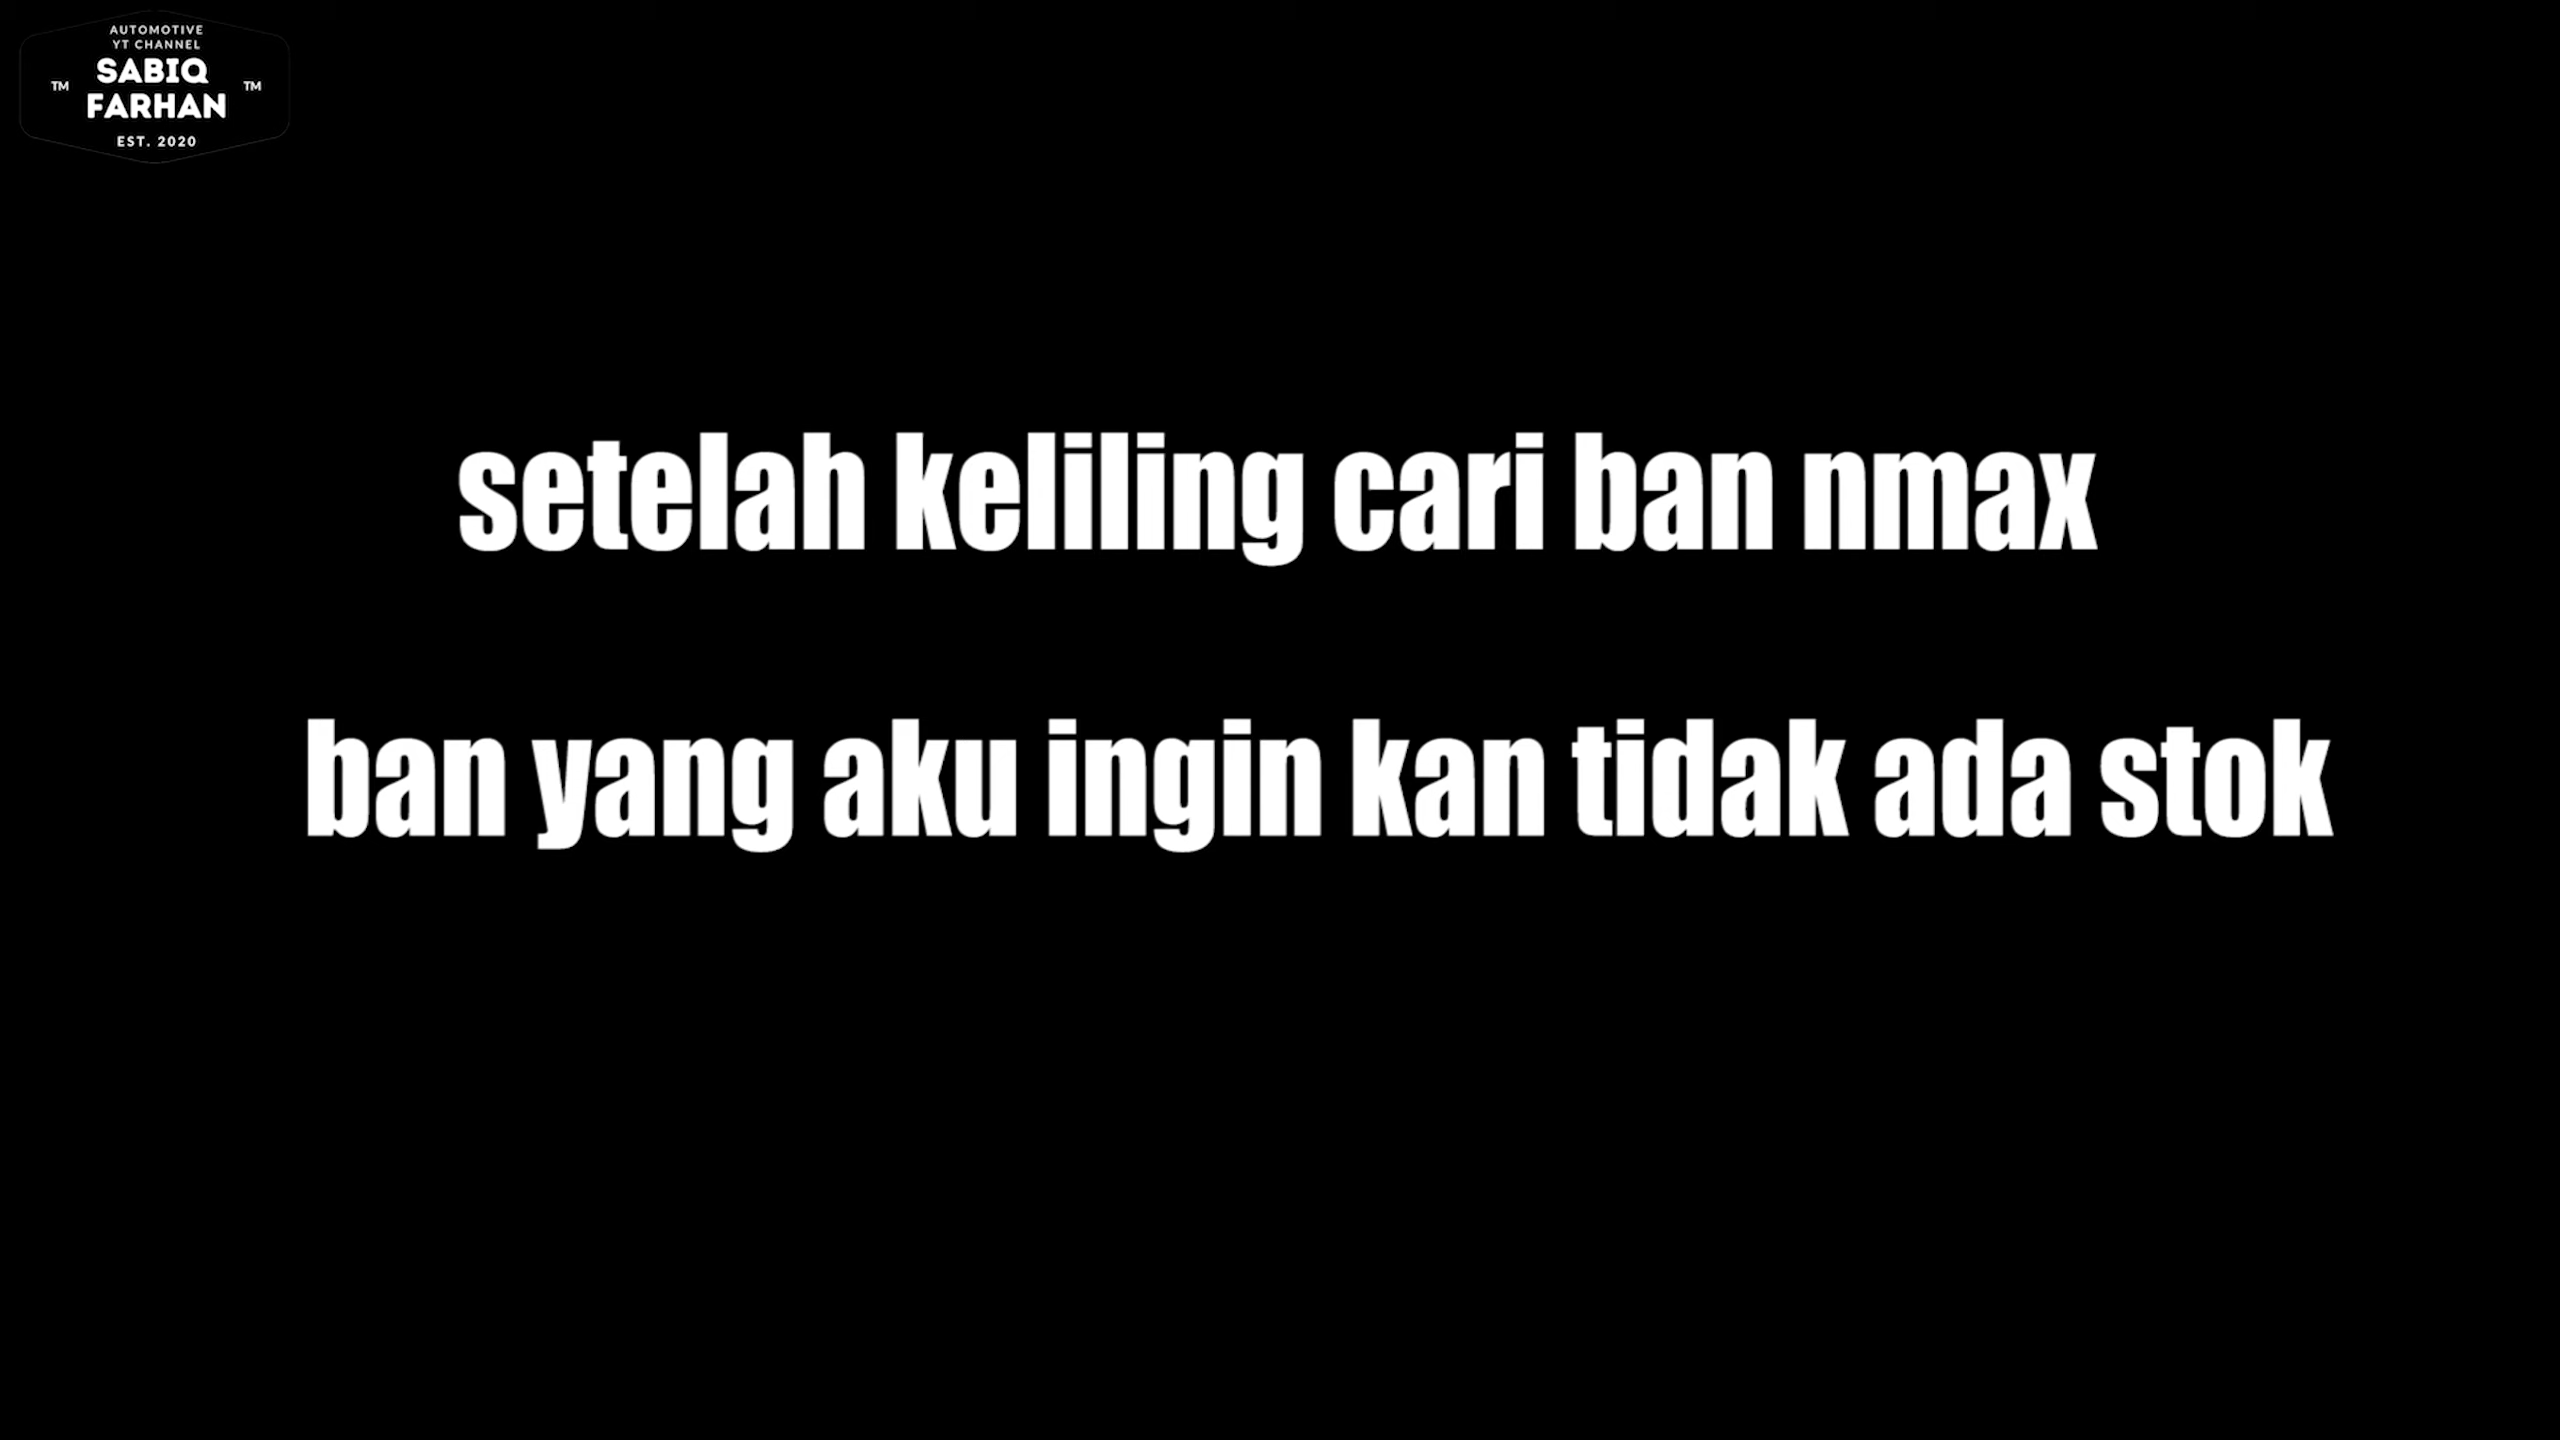 AUTOMOTIVE
YT CHANNEL
SABIQ
™ FARHAN ™
EST. 2020
setelah keliling cari ban nmax
ban yang aku ingin kan tidak ada stok